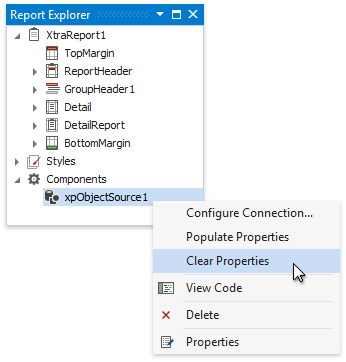 Report Explorer
XtraReport1
TopMargin
ReportHeader
GroupHeader1
Detail
DetailReport
BottomMargin
Styles
Components
xpObjectSource1
Configure Connection...
Populate Properties
Clear Properties
View Code
Delete
Properties